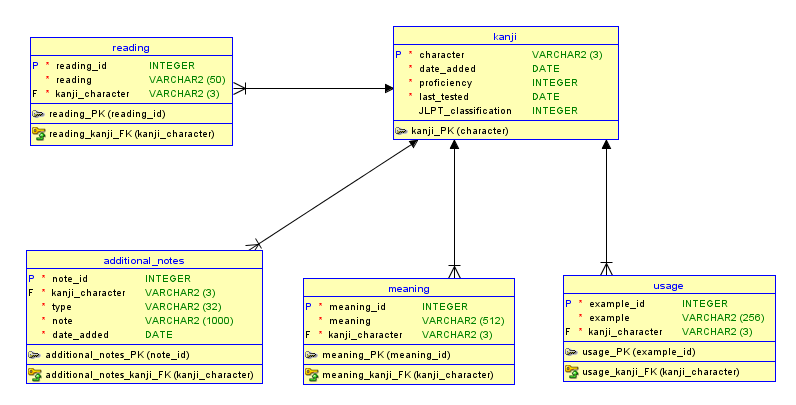 reading
P * reading_id INTEGER
* reading VARCHAR2 (50)
F * kanji_character VARCHAR2 (3)
reading_PK (reading_id)
reading_kanji_FK (kanji_character)
kanji
P * character VARCHAR2 (3)
* date_added DATE
* proficiency INTEGER
* last_tested DATE
JLPT_classification INTEGER
kanji_PK (character)
additional_notes
P * note_id INTEGER
F * kanji_character VARCHAR2 (3)
* type VARCHAR2 (32)
* note VARCHAR2 (1000)
* date_added DATE
additional_notes_PK (note_id)
additional_notes_kanji_FK (kanji_character)
meaning
P * meaning_id INTEGER
* meaning VARCHAR2 (512)
F * kanji_character VARCHAR2 (3)
meaning_PK (meaning_id)
meaning_kanji_FK (kanji_character)
usage
P * example_id INTEGER
* example VARCHAR2 (256)
F * kanji_character VARCHAR2 (3)
usage_PK (example_id)
usage_kanji_FK (kanji_character)